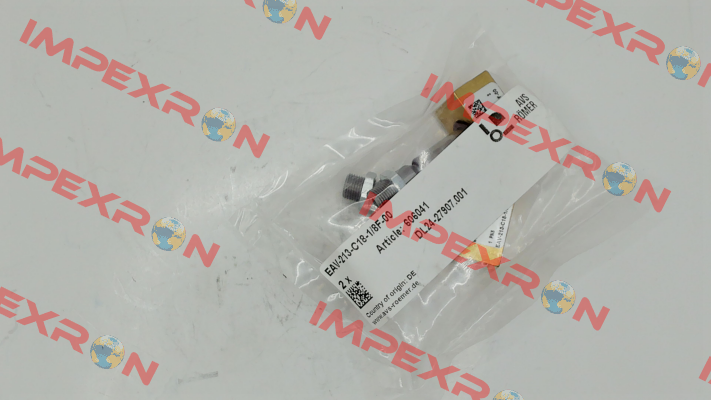 IMPEXRON
IMPEXRON
IMPEXRON
IMPEXRON
IMPEXRON
IMPEXRON
IMPEXRON
IMPEXRON
AVS
RÖMER
EAV-213-C18-1/8F-00
2 x
Article: 606041
DL24-27907.001
Country of origin: DE
www.avs-roemer.de